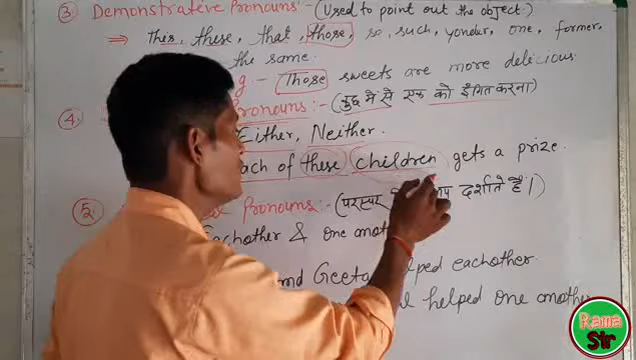 ③ Demonstrative Pronouns:- (Used to point out the object)
⇒ This, these, that, those, so, such, yonder, one, former,
the same.
g - Those sweets are more delicious
④ Pronouns:- (कुछ में से एक को इंगित करना)
Either, Neither.
ach of these children gets a prize.
⑤ Pronouns:- (परस्पर दर्शाते हैं।)
Eachother & one
and Geeta helped eachother.
helped one another
Rama
Sir